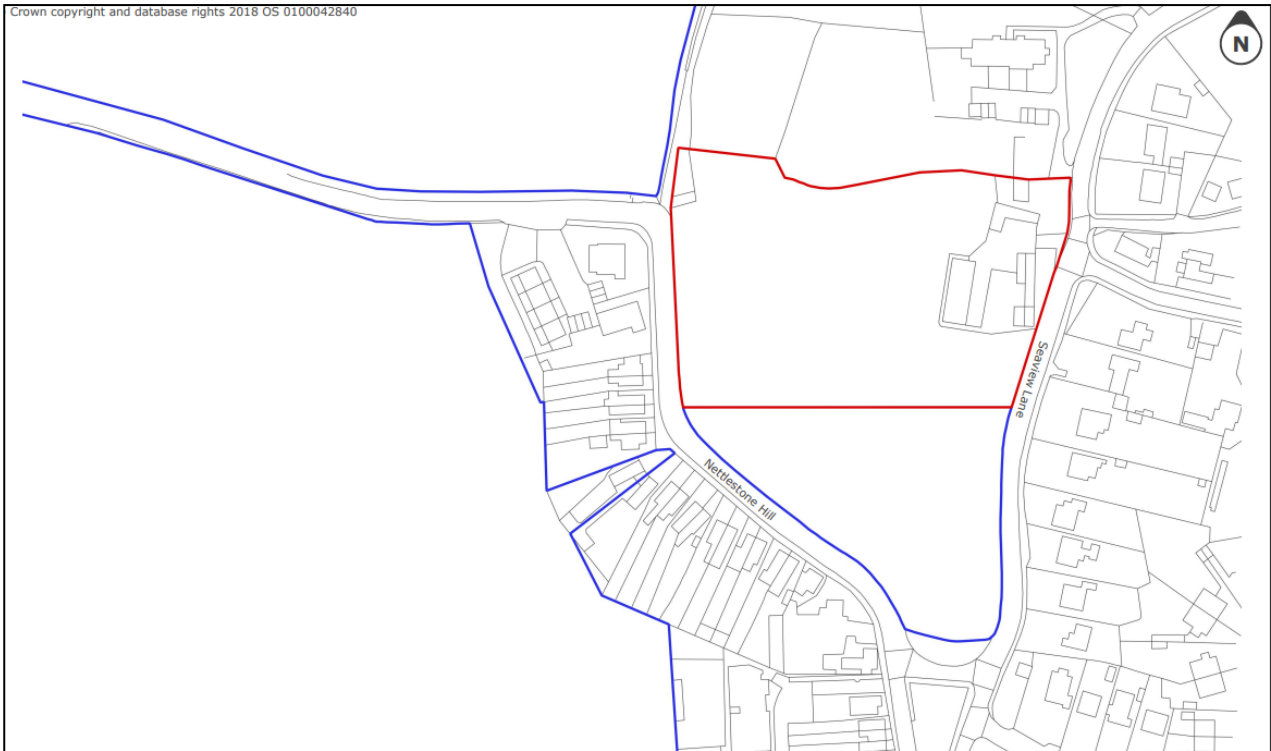 Crown copyright and database rights 2018 OS 0100042840
N
Seaview Lane
Nettlestone Hill